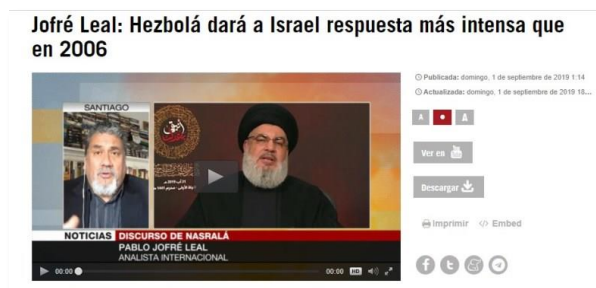 Jofré Leal: Hezbolá dará a Israel respuesta más intensa que
en 2006
Publicada: domingo, 1 de septiembre de 2019 1:14
Actualizada: domingo, 1 de septiembre de 2019 18...
A A
Ver en You
Descargar
Imprimir </> Embed
SANTIAGO
NOTICIAS DISCURSO DE NASRALÁ
PABLO JOFRÉ LEAL
ANALISTA INTERNACIONAL
00:00 00:00 HD